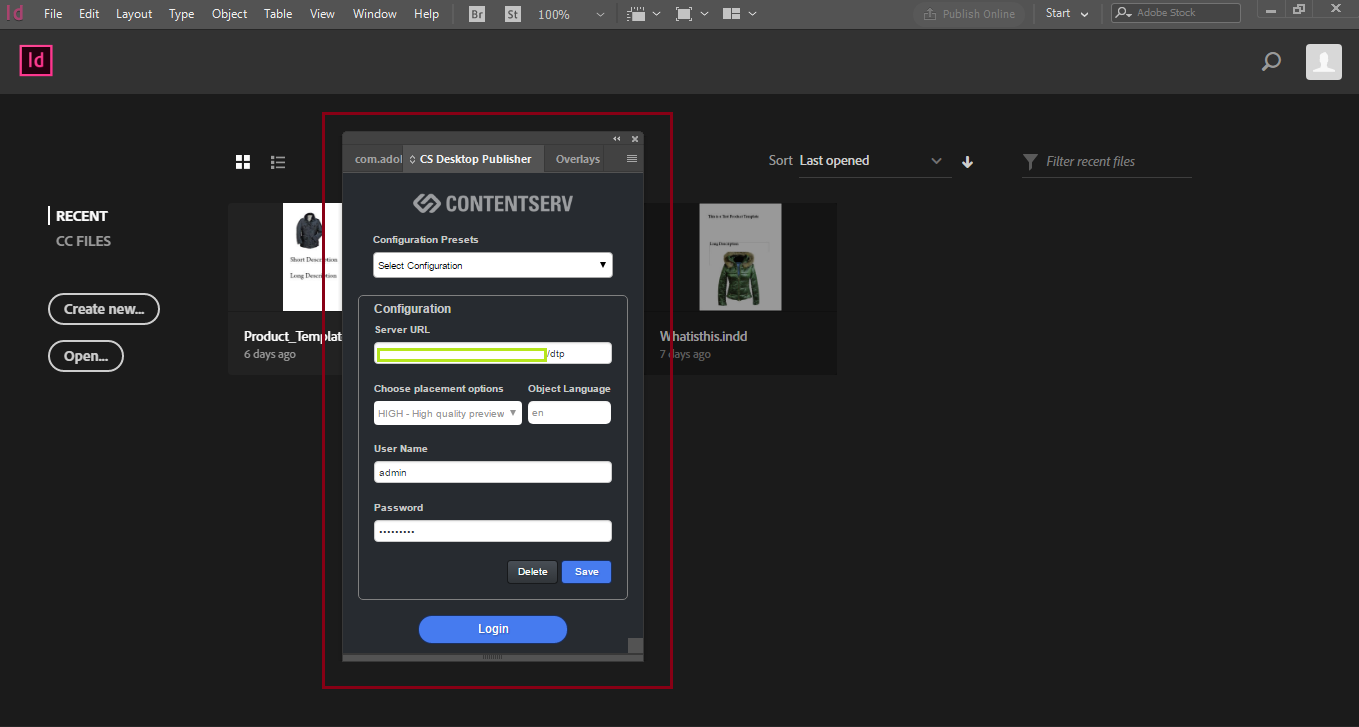 Id File Edit Layout Type Object Table View Window Help Br St 100% Publish Online Start Adobe Stock
Id
com.adol CS Desktop Publisher Overlays
Sort Last opened Filter recent files
RECENT
CC FILES
Create new...
Open...
Short Description
Long Description
Product_Templat
6 days ago
CONTENTSERV
Configuration Presets
Select Configuration
Configuration
Server URL
/dtp
Choose placement options Object Language
HIGH - High quality preview en
User Name
admin
Password
•••••••••
Delete Save
Login
This is a Test Product Template
Long Description
Whatisthis.indd
7 days ago